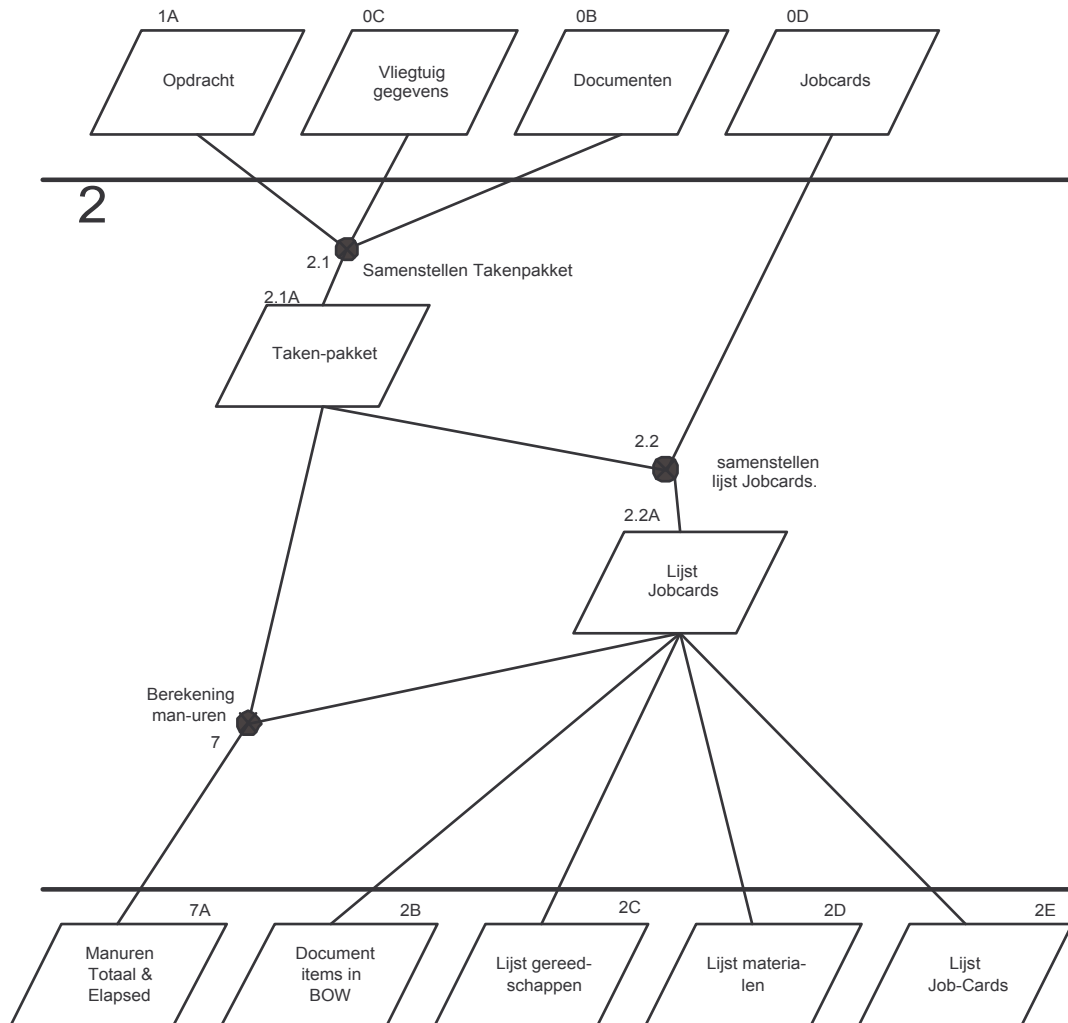 1A
0C
0B
0D
Opdracht
Vliegtuig
gegevens
Documenten
Jobcards
2
2.1
Samenstellen Takenpakket
2.1A
Taken-pakket
2.2
samenstellen
lijst Jobcards.
2.2A
Lijst
Jobcards
Berekening
man-uren
7
7A
2B
2C
2D
2E
Manuren
Totaal &
Elapsed
Document
items in
BOW
Lijst gereed-
schappen
Lijst materia-
len
Lijst
Job-Cards